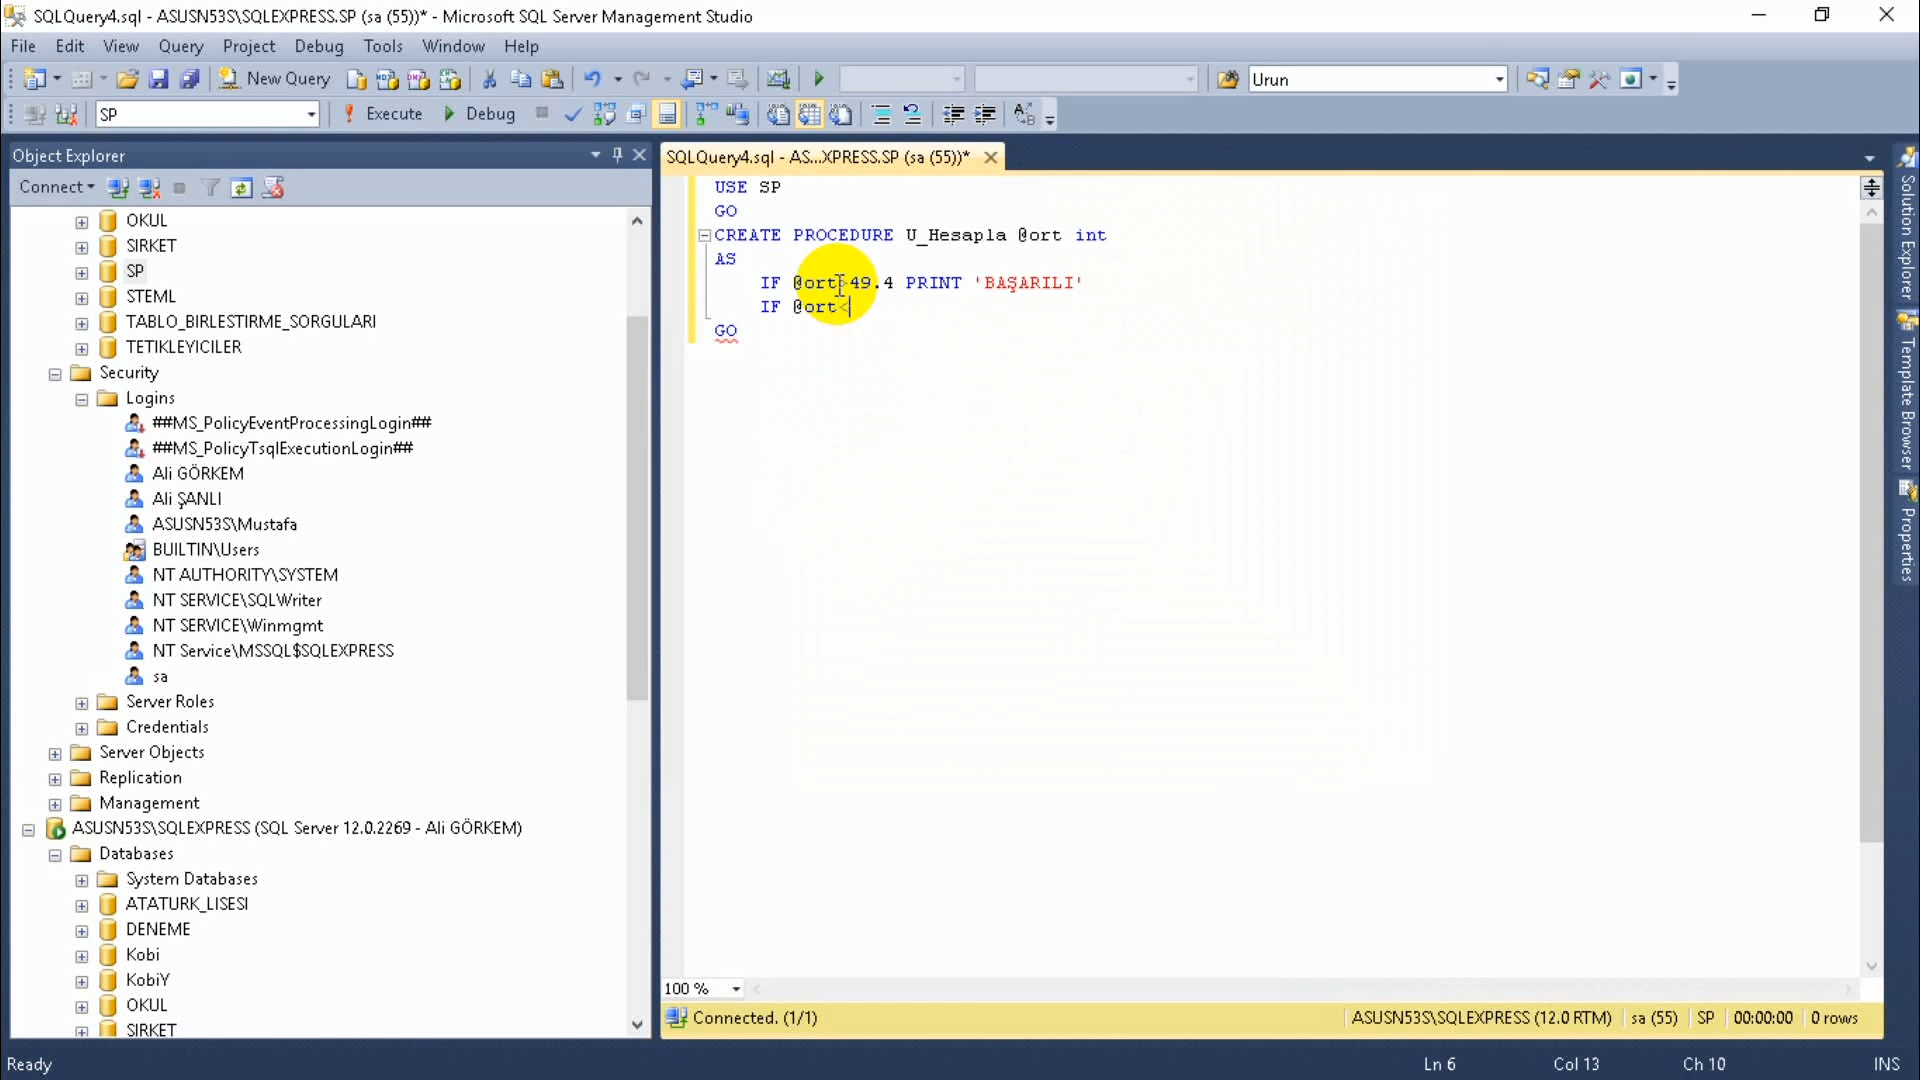 SQLQuery4.sql - ASUSN53S\SQLEXPRESS.SP (sa (55))* - Microsoft SQL Server Management Studio
File Edit View Query Project Debug Tools Window Help
New Query Urun
SP Execute Debug
Object Explorer
Connect
OKUL
SIRKET
SP
STEML
TABLO_BIRLESTIRME_SORGULARI
TETIKLEYICILER
Security
Logins
##MS_PolicyEventProcessingLogin##
##MS_PolicyTsqlExecutionLogin##
Ali GÖRKEM
Ali ŞANLI
ASUSN53S\Mustafa
BUILTIN\Users
NT AUTHORITY\SYSTEM
NT SERVICE\SQLWriter
NT SERVICE\Winmgmt
NT Service\MSSQL$SQLEXPRESS
sa
Server Roles
Credentials
Server Objects
Replication
Management
ASUSN53S\SQLEXPRESS (SQL Server 12.0.2269 - Ali GÖRKEM)
Databases
System Databases
ATATURK_LISESI
DENEME
Kobi
KobiY
OKUL
SIRKET
SQLQuery4.sql - AS...XPRESS.SP (sa (55))*
USE SP
GO
CREATE PROCEDURE U_Hesapla @ort int
AS
IF @ort>49.4 PRINT 'BAŞARILI'
IF @ort<
GO
100 %
Connected. (1/1) ASUSN53S\SQLEXPRESS (12.0 RTM) sa (55) SP 00:00:00 0 rows
Solution Explorer
Template Browser
Properties
Ready Ln 6 Col 13 Ch 10 INS